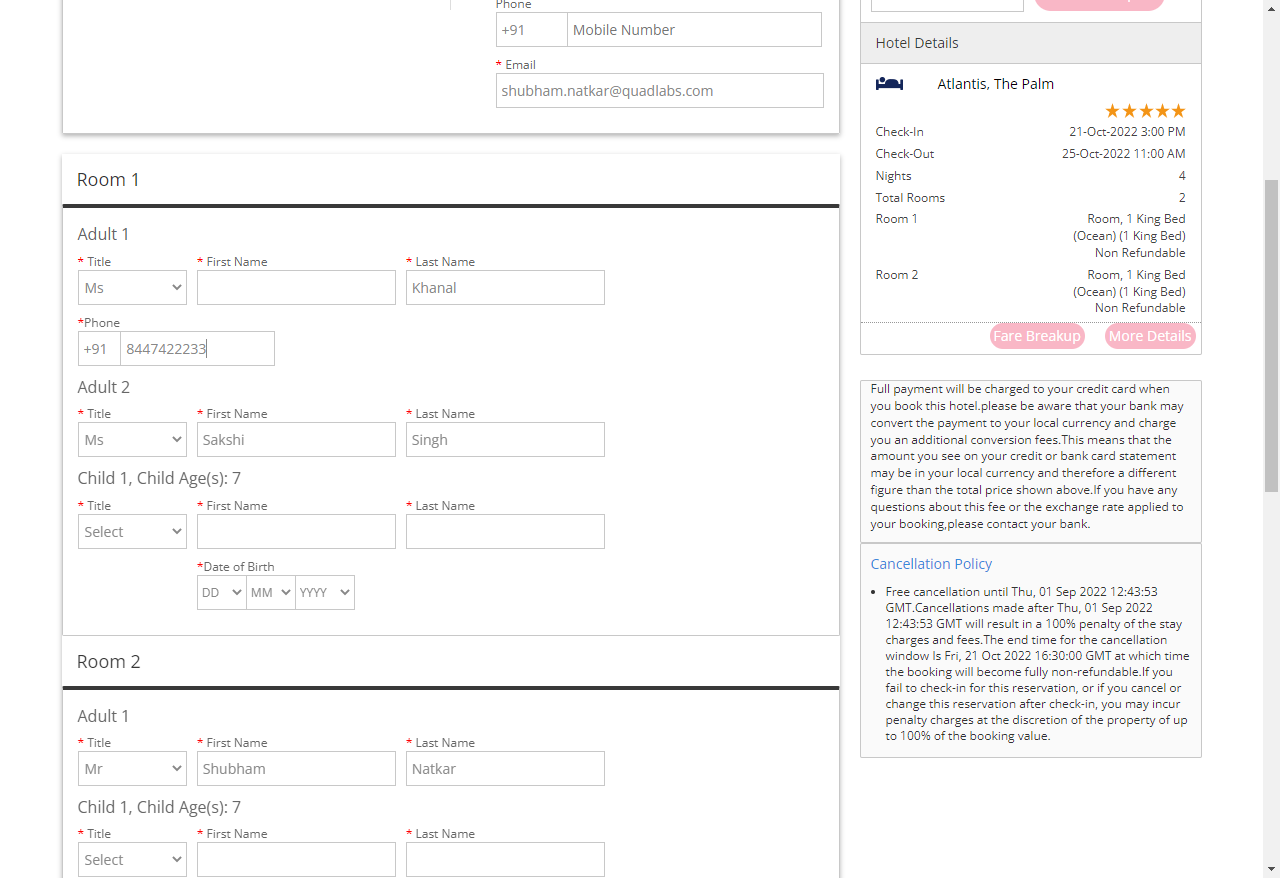 Phone
+91 Mobile Number
* Email
shubham.natkar@quadlabs.com
Room 1
Adult 1
* Title * First Name * Last Name
Ms Khanal
*Phone
+91 8447422233
Adult 2
* Title * First Name * Last Name
Ms Sakshi Singh
Child 1, Child Age(s): 7
* Title * First Name * Last Name
Select
*Date of Birth
DD MM YYYY
Room 2
Adult 1
* Title * First Name * Last Name
Mr Shubham Natkar
Child 1, Child Age(s): 7
* Title * First Name * Last Name
Select
Hotel Details
Atlantis, The Palm
Check-In 21-Oct-2022 3:00 PM
Check-Out 25-Oct-2022 11:00 AM
Nights 4
Total Rooms 2
Room 1 Room, 1 King Bed
(Ocean) (1 King Bed)
Non Refundable
Room 2 Room, 1 King Bed
(Ocean) (1 King Bed)
Non Refundable
Fare Breakup More Details
Full payment will be charged to your credit card when
you book this hotel.please be aware that your bank may
convert the payment to your local currency and charge
you an additional conversion fees.This means that the
amount you see on your credit or bank card statement
may be in your local currency and therefore a different
figure than the total price shown above.If you have any
questions about this fee or the exchange rate applied to
your booking,please contact your bank.
Cancellation Policy
• Free cancellation until Thu, 01 Sep 2022 12:43:53
GMT.Cancellations made after Thu, 01 Sep 2022
12:43:53 GMT will result in a 100% penalty of the stay
charges and fees.The end time for the cancellation
window Is Fri, 21 Oct 2022 16:30:00 GMT at which time
the booking will become fully non-refundable.If you
fail to check-in for this reservation, or if you cancel or
change this reservation after check-in, you may incur
penalty charges at the discretion of the property of up
to 100% of the booking value.